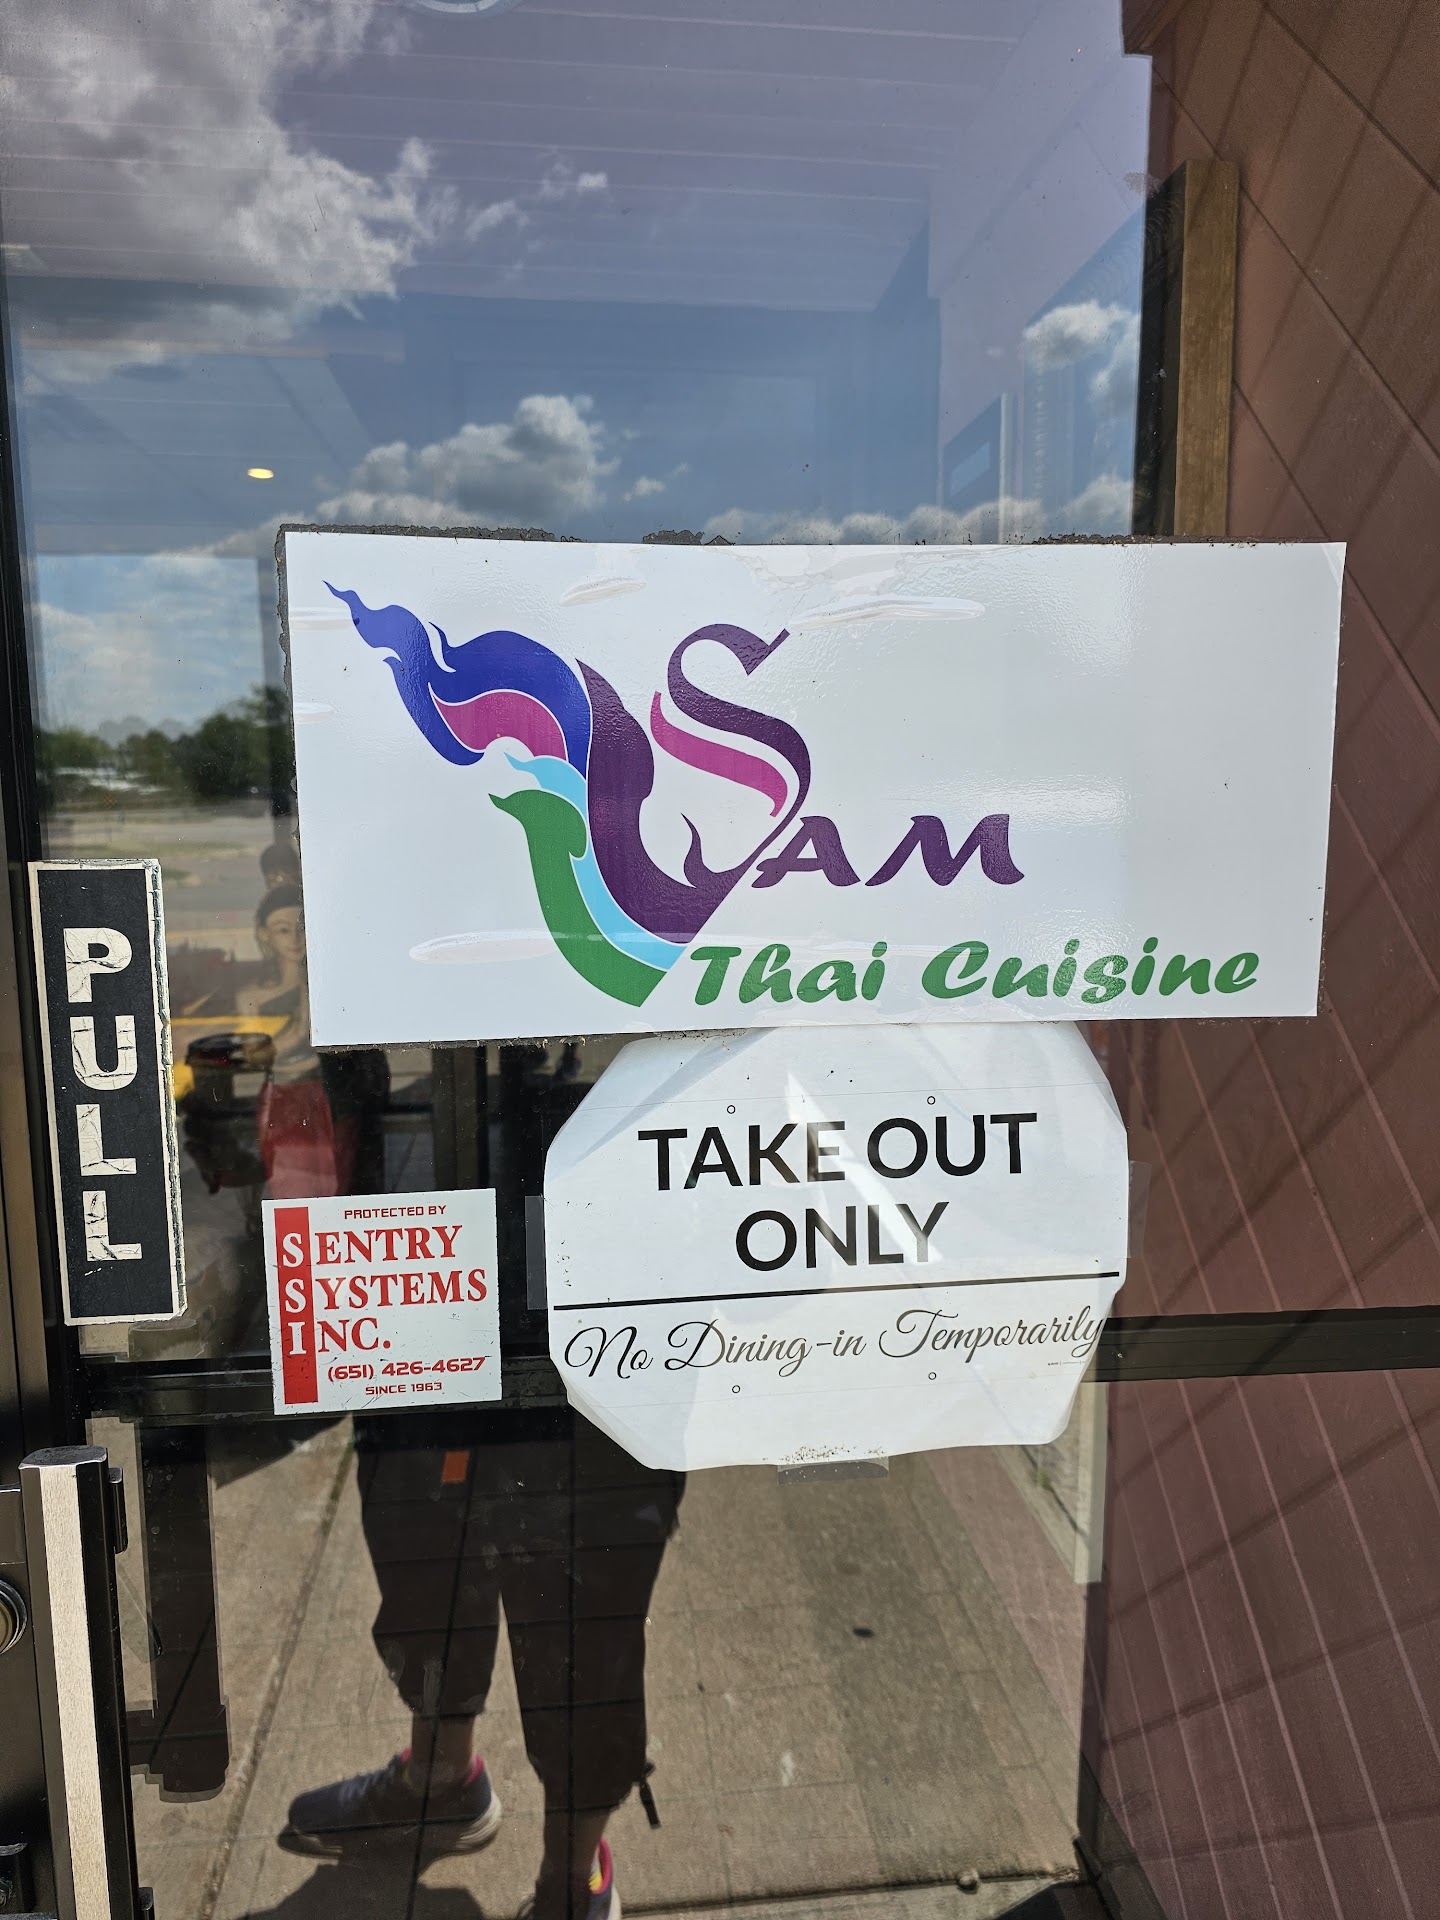 SAM
Thai Cuisine
PULL
TAKE OUT
ONLY
No Dining-in Temporarily
PROTECTED BY
SENTRY
SYSTEMS
INC.
(651) 426-4627
SINCE 1963